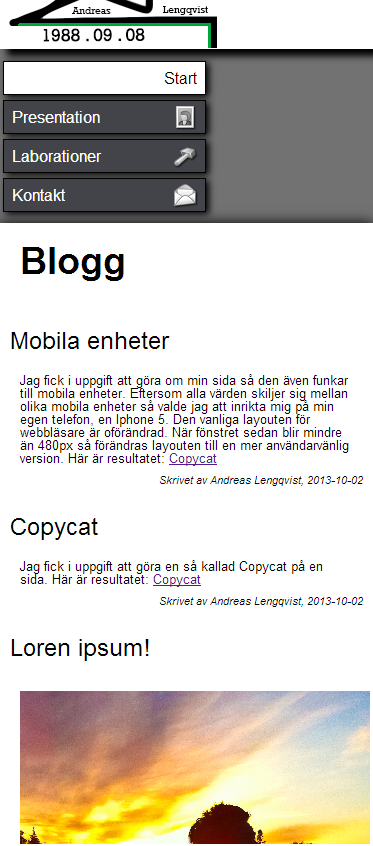 Andreas Lengqvist
1988 . 09 . 08
Start
Presentation
Laborationer
Kontakt
Blogg
Mobila enheter
Jag fick i uppgift att göra om min sida så den även funkar
till mobila enheter. Eftersom alla värden skiljer sig mellan
olika mobila enheter så valde jag att inrikta mig på min
egen telefon, en Iphone 5. Den vanliga layouten för
webbläsare är oförändrad. När fönstret sedan blir mindre
än 480px så förändras layouten till en mer användarvänlig
version. Här är resultatet: Copycat
Skrivet av Andreas Lengqvist, 2013-10-02
Copycat
Jag fick i uppgift att göra en så kallad Copycat på en
sida. Här är resultatet: Copycat
Skrivet av Andreas Lengqvist, 2013-10-02
Loren ipsum!